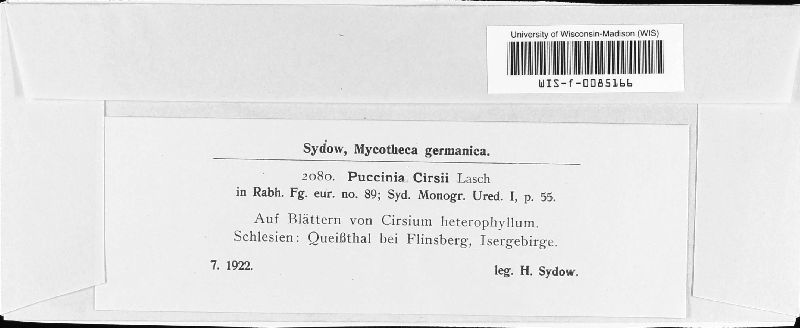 University of Wisconsin-Madison (WIS)
WIS-f-0085166
Sydow, Mycotheca germanica.
2080. Puccinia Cirsii Lasch
in Rabh. Fg. eur. no. 89; Syd. Monogr. Ured. I, p. 55.
Auf Blättern von Cirsium heterophyllum.
Schlesien: Queißthal bei Flinsberg, Isergebirge.
7. 1922. leg. H. Sydow.